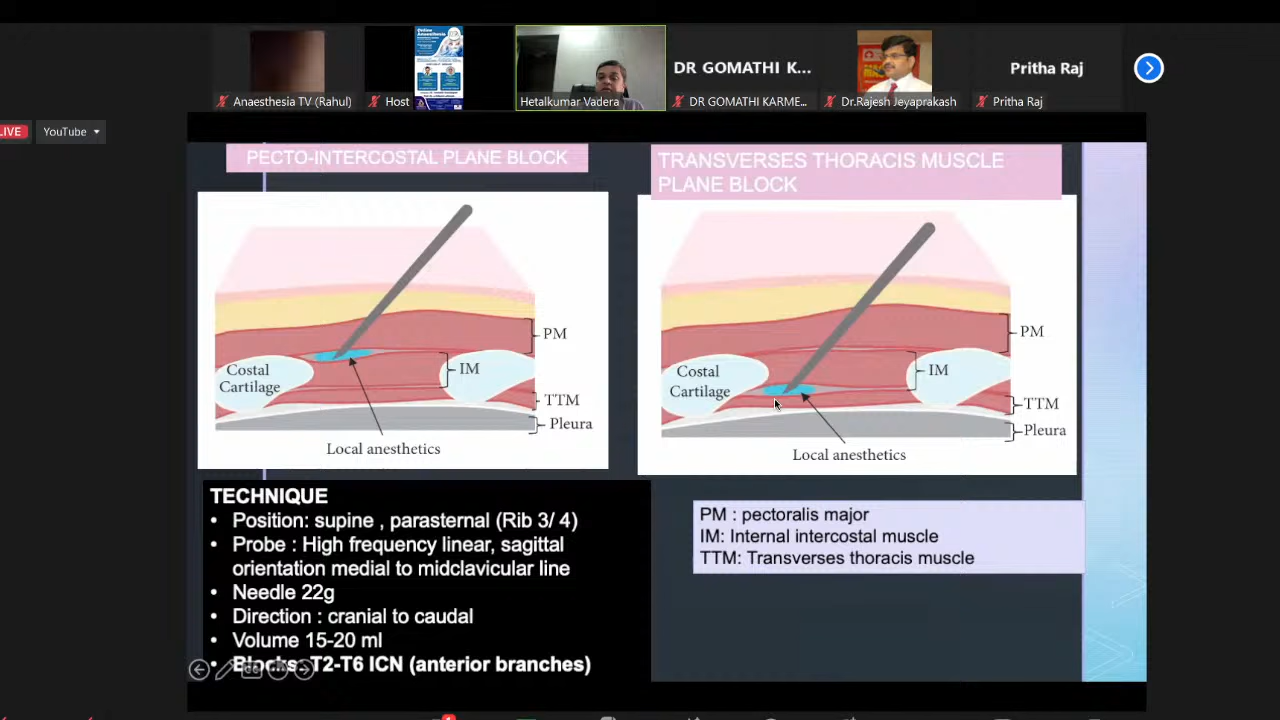 DR GOMATHI K...
Pritha Raj
Anaesthesia TV (Rahul)
Host
Hetalkumar Vadera
DR GOMATHI KARME...
Dr.Rajesh Jeyaprakash
Pritha Raj
LIVE
YouTube
PECTO-INTERCOSTAL PLANE BLOCK
PM
Costal
Cartilage
IM
TTM
Pleura
Local anesthetics
TRANSVERSES THORACIS MUSCLE
PLANE BLOCK
PM
Costal
Cartilage
IM
TTM
Pleura
Local anesthetics
TECHNIQUE
• Position: supine , parasternal (Rib 3/ 4)
• Probe : High frequency linear, sagittal
orientation medial to midclavicular line
• Needle 22g
• Direction : cranial to caudal
• Volume 15-20 ml
• Blocks: T2-T6 ICN (anterior branches)
PM : pectoralis major
IM: Internal intercostal muscle
TTM: Transverses thoracis muscle